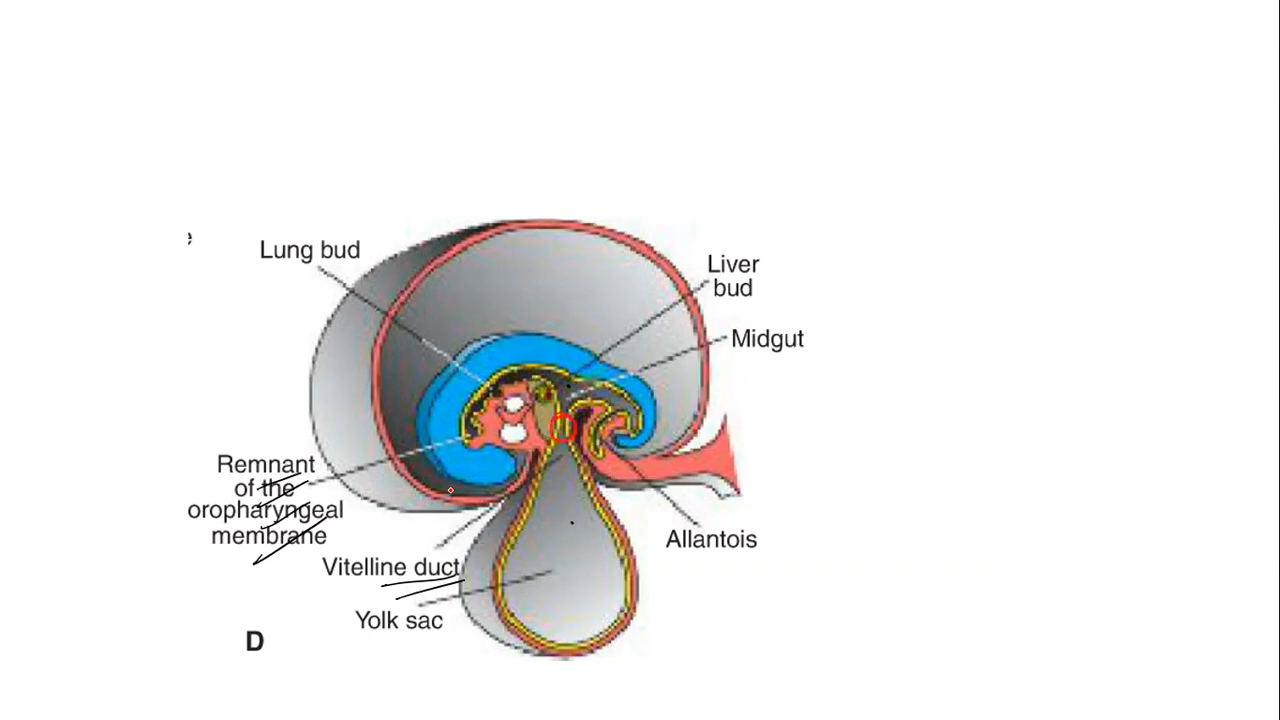 e
Lung bud
Liver
bud
Midgut
Remnant
of the
oropharyngeal
membrane
Vitelline duct
Allantois
Yolk sac
D